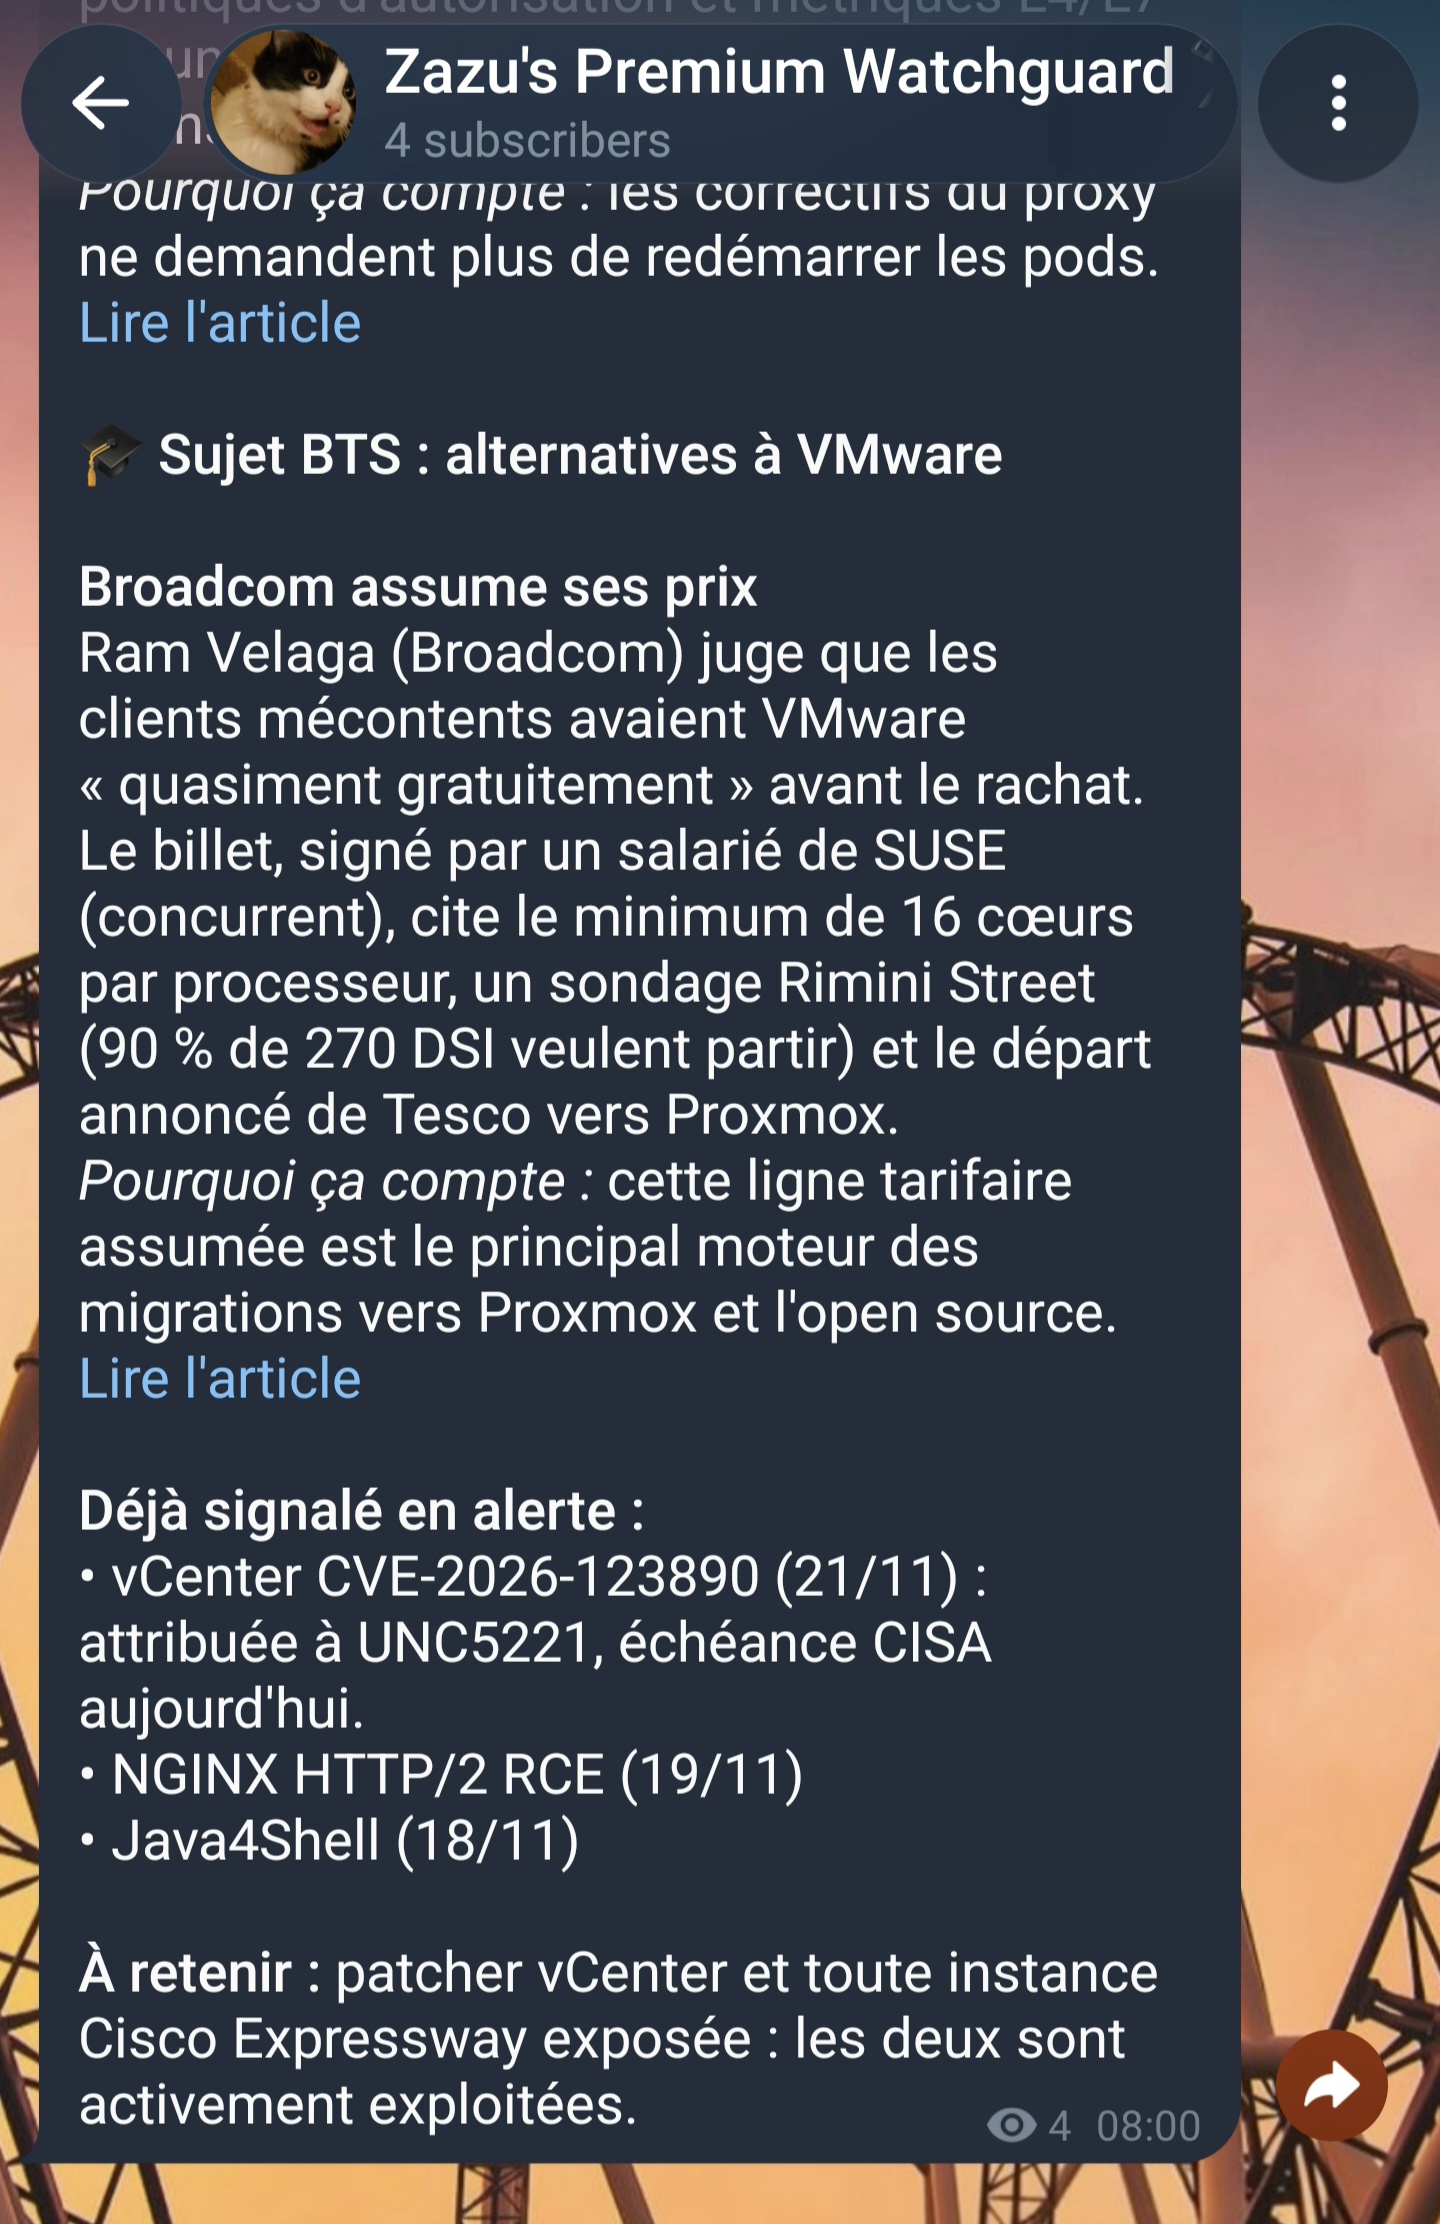 politiques d'autorisation et métriques L4/L7
Zazu's Premium Watchguard
4 subscribers
Pourquoi ça compte : les correctifs du proxy
ne demandent plus de redémarrer les pods.
Lire l'article
🎓 Sujet BTS : alternatives à VMware
Broadcom assume ses prix
Ram Velaga (Broadcom) juge que les
clients mécontents avaient VMware
« quasiment gratuitement » avant le rachat.
Le billet, signé par un salarié de SUSE
(concurrent), cite le minimum de 16 cœurs
par processeur, un sondage Rimini Street
(90 % de 270 DSI veulent partir) et le départ
annoncé de Tesco vers Proxmox.
Pourquoi ça compte : cette ligne tarifaire
assumée est le principal moteur des
migrations vers Proxmox et l'open source.
Lire l'article
Déjà signalé en alerte :
• vCenter CVE-2026-123890 (21/11) :
attribuée à UNC5221, échéance CISA
aujourd'hui.
• NGINX HTTP/2 RCE (19/11)
• Java4Shell (18/11)
À retenir : patcher vCenter et toute instance
Cisco Expressway exposée : les deux sont
activement exploitées.
4 08:00